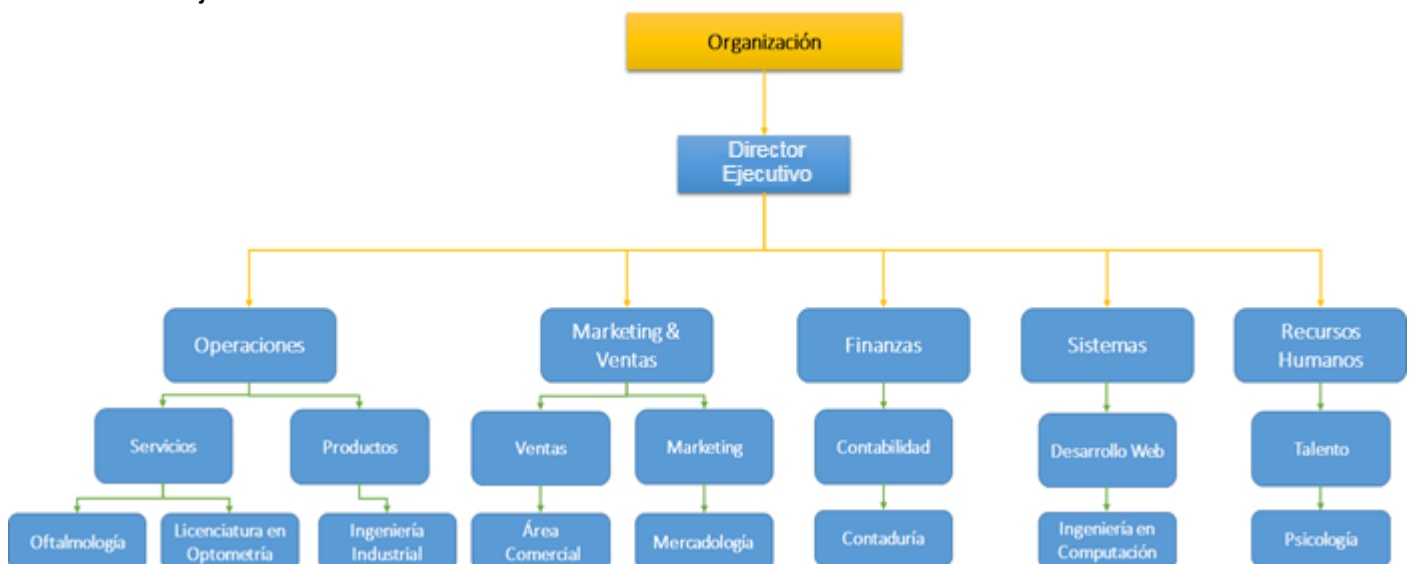 Organización
Director
Ejecutivo
Operaciones
Marketing &
Ventas
Finanzas
Sistemas
Recursos
Humanos
Servicios
Productos
Ventas
Marketing
Contabilidad
Desarrollo Web
Talento
Oftalmología
Licenciatura en
Optometría
Ingeniería
Industrial
Área
Comercial
Mercadología
Contaduría
Ingeniería en
Computación
Psicología